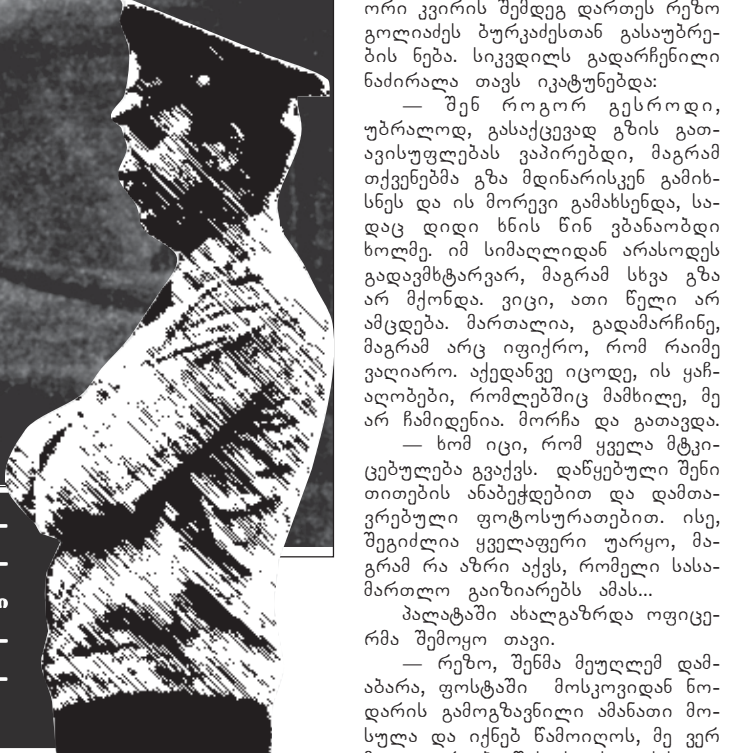 ორი კვირის შემდეგ დართეს რეზო
გოლიაძეს ბურკაძესთან გასაუბრე-
ბის ნება. სიკვდილს გადარჩენილი
ნაძირალა თავს იკატუნებდა:
— შენ როგორ გესროდი,
უბრალოდ, გასაქცევად გზის გათ-
ავისუფლებას ვაპირებდი, მაგრამ
თქვენებმა გზა მდინარისკენ გამიხ-
სნეს და ის მორევი გამახსენდა, სა-
დაც დიდი ხნის წინ ვბანაობდი
ხოლმე. იმ სიმაღლიდან არასოდეს
გადავმხტარვარ, მაგრამ სხვა გზა
არ მქონდა. ვიცი, ათი წელი არ
ამცდება. მართალია, გადამარჩინე,
მაგრამ არც იფიქრო, რომ რაიმე
ვაღიარო. აქედანვე იცოდე, ის ყაჩ-
აღობები, რომლებშიც მამხილე, მე
არ ჩამიდენია. მორჩა და გათავდა.
— ხომ იცი, რომ ყველა მტკი-
ცებულება გვაქვს. დაწყებული შენი
თითების ანაბეჭდებით და დამთა-
ვრებული ფოტოსურათებით. ისე,
შეგიძლია ყველაფერი უარყო, მა-
გრამ რა აზრი აქვს, რომელი სასა-
მართლო გაიზიარებს ამას...
პალატაში ახალგაზრდა ოფიცე-
რმა შემოყო თავი.
— რეზო, შენმა მეუღლემ დამ-
აბარა, ფოსტაში მოსკოვიდან ნო-
დარის გამოგზავნილი ამანათი მო-
სულა და იქნებ წამოიღოს, მე ვერ